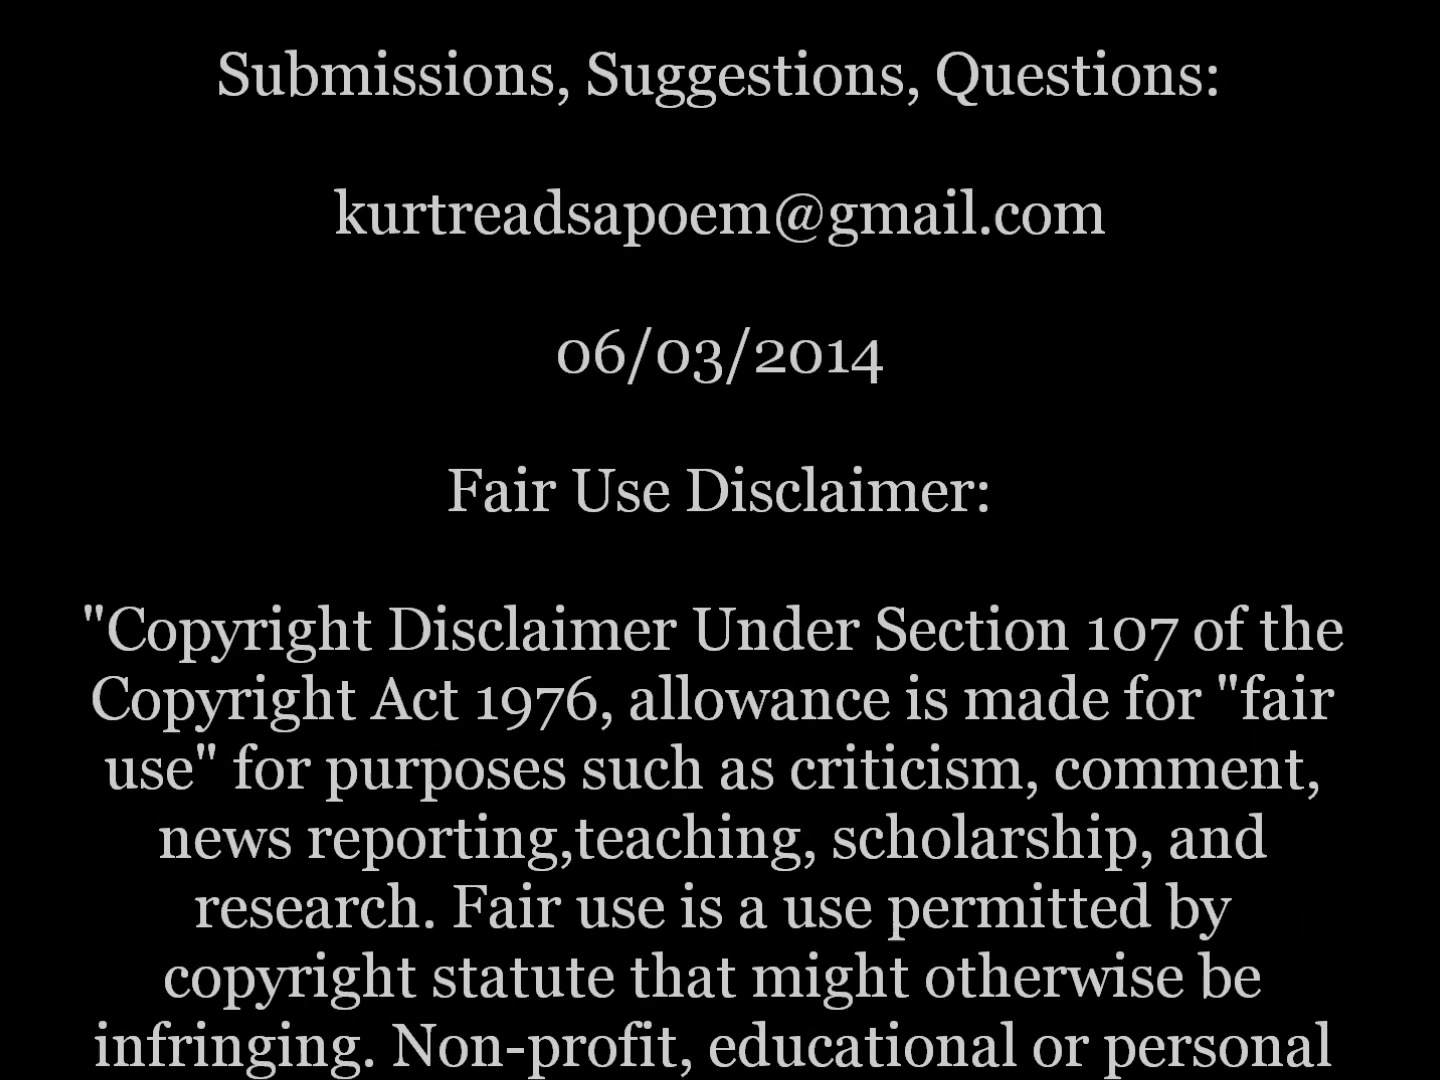 Submissions, Suggestions, Questions:
kurtreadsapoem@gmail.com
06/03/2014
Fair Use Disclaimer:
"Copyright Disclaimer Under Section 107 of the
Copyright Act 1976, allowance is made for "fair
use" for purposes such as criticism, comment,
news reporting,teaching, scholarship, and
research. Fair use is a use permitted by
copyright statute that might otherwise be
infringing. Non-profit, educational or personal